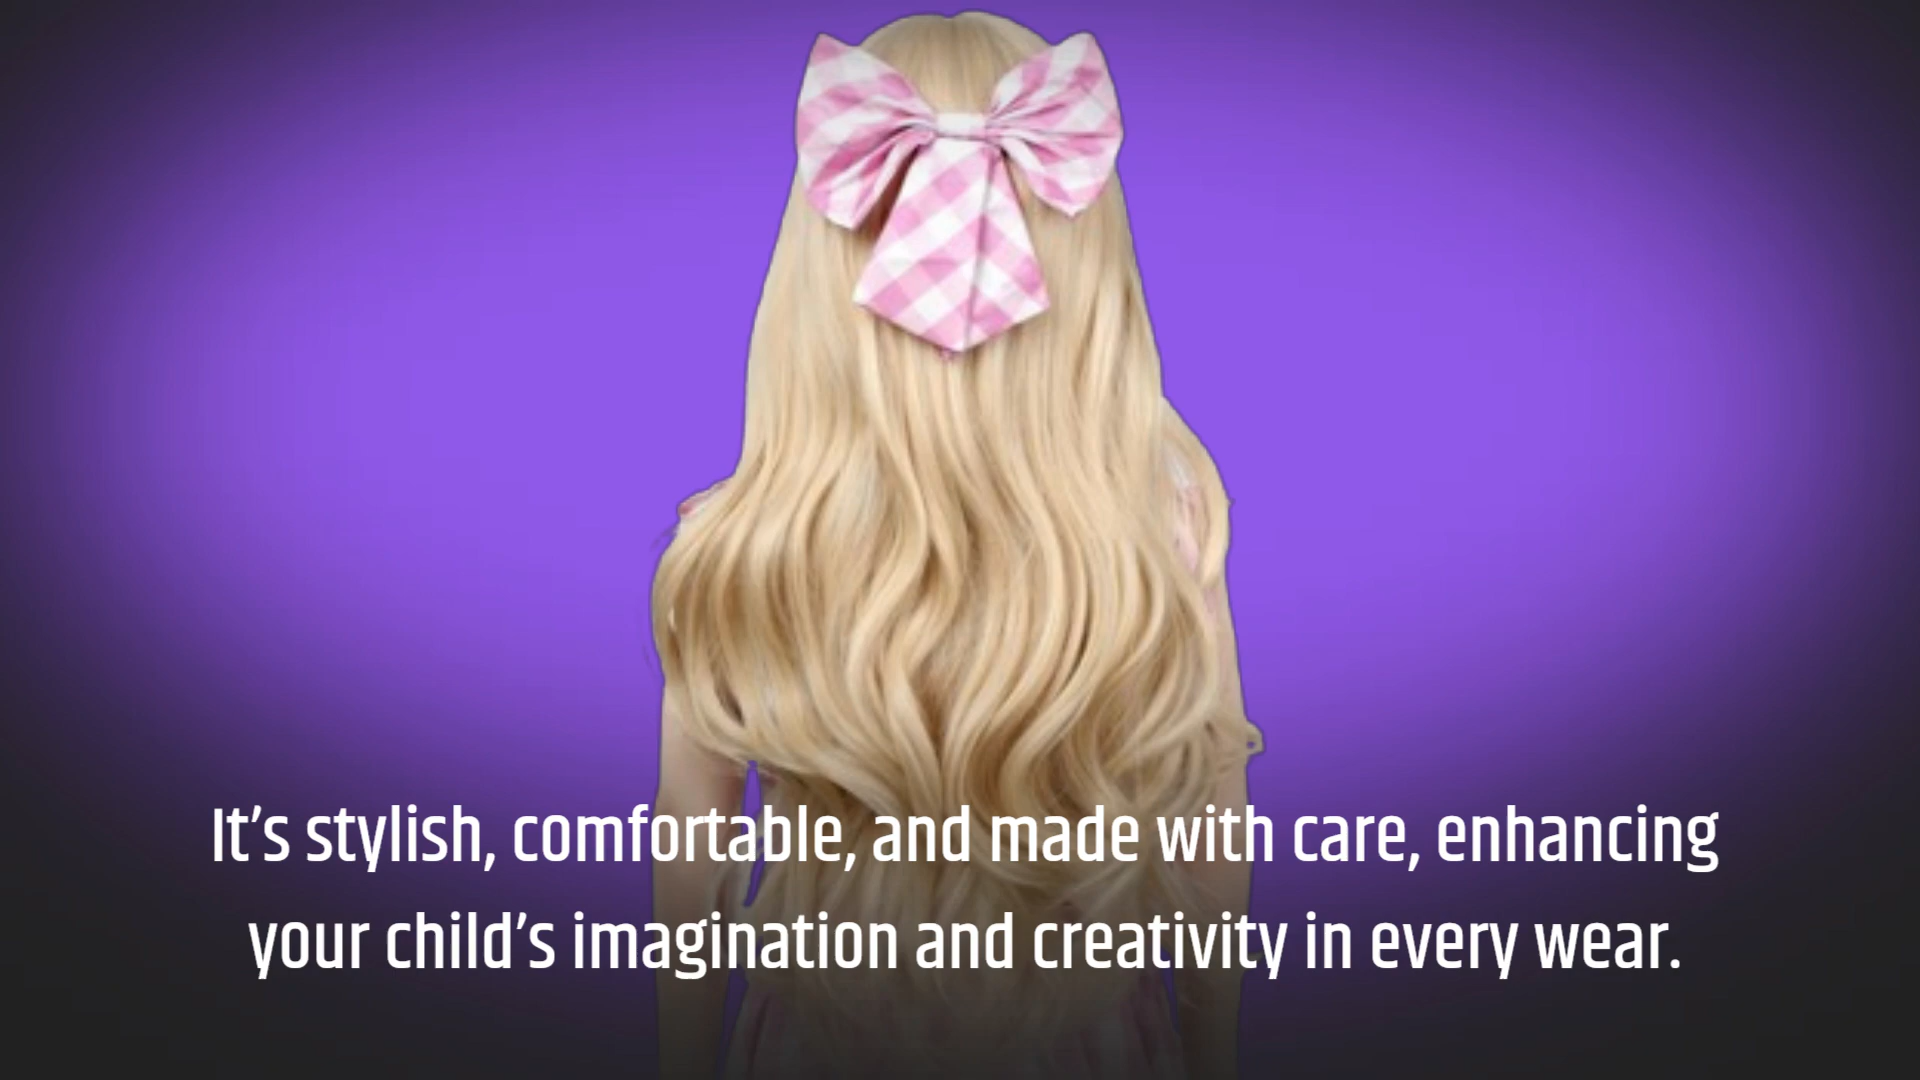 It’s stylish, comfortable, and made with care, enhancing
your child’s imagination and creativity in every wear.